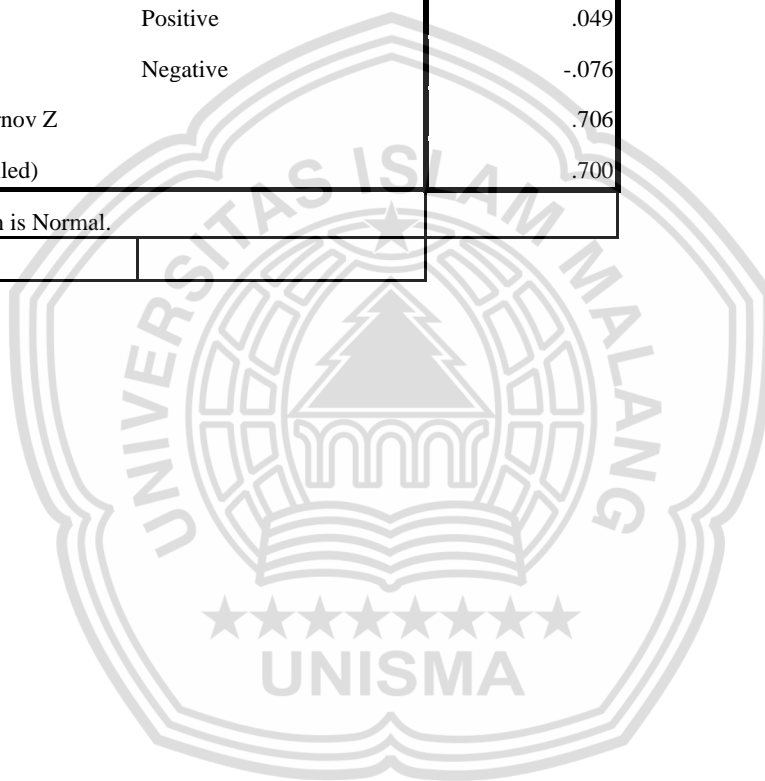 Positive .049
Negative -.076
rnov Z .706
led) .700
n is Normal.
UNIVERSITAS ISLAM MALANG
UNISMA